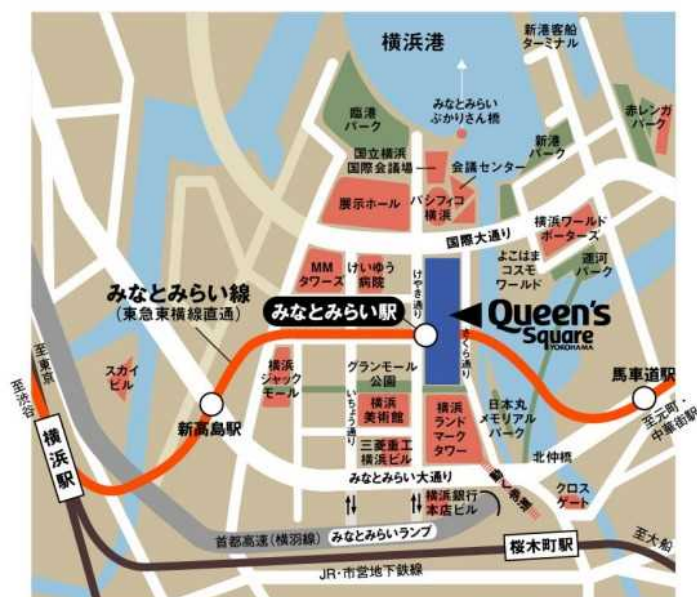 横浜港
新港客船
ターミナル
臨港
パーク
みなとみらい
ぷかりさん橋
赤レンガ
パーク
新港
パーク
国立横浜
国際会議場
会議センター
展示ホール
パシフィコ
横浜
国際大通り
横浜ワールド
ポーターズ
MM
タワーズ
けいゆう
病院
けやき通り
よこはま
コスモ
ワールド
運河
パーク
みなとみらい線
(東急東横線直通)
みなとみらい駅
Queen's
Square
YOKOHAMA
さくら通り
至東京
至渋谷
スカイ
ビル
横浜
ジャック
モール
グランモール
公園
いちょう通り
馬車道駅
至元町・
中華街駅
横浜駅
新高島駅
横浜
美術館
横浜
ランド
マーク
タワー
日本丸
メモリアル
パーク
三菱重工
横浜ビル
北仲橋
みなとみらい大通り
動く歩道
横浜銀行
本店ビル
クロス
ゲート
首都高速(横羽線)
みなとみらいランプ
桜木町駅
至大船
JR・市営地下鉄線